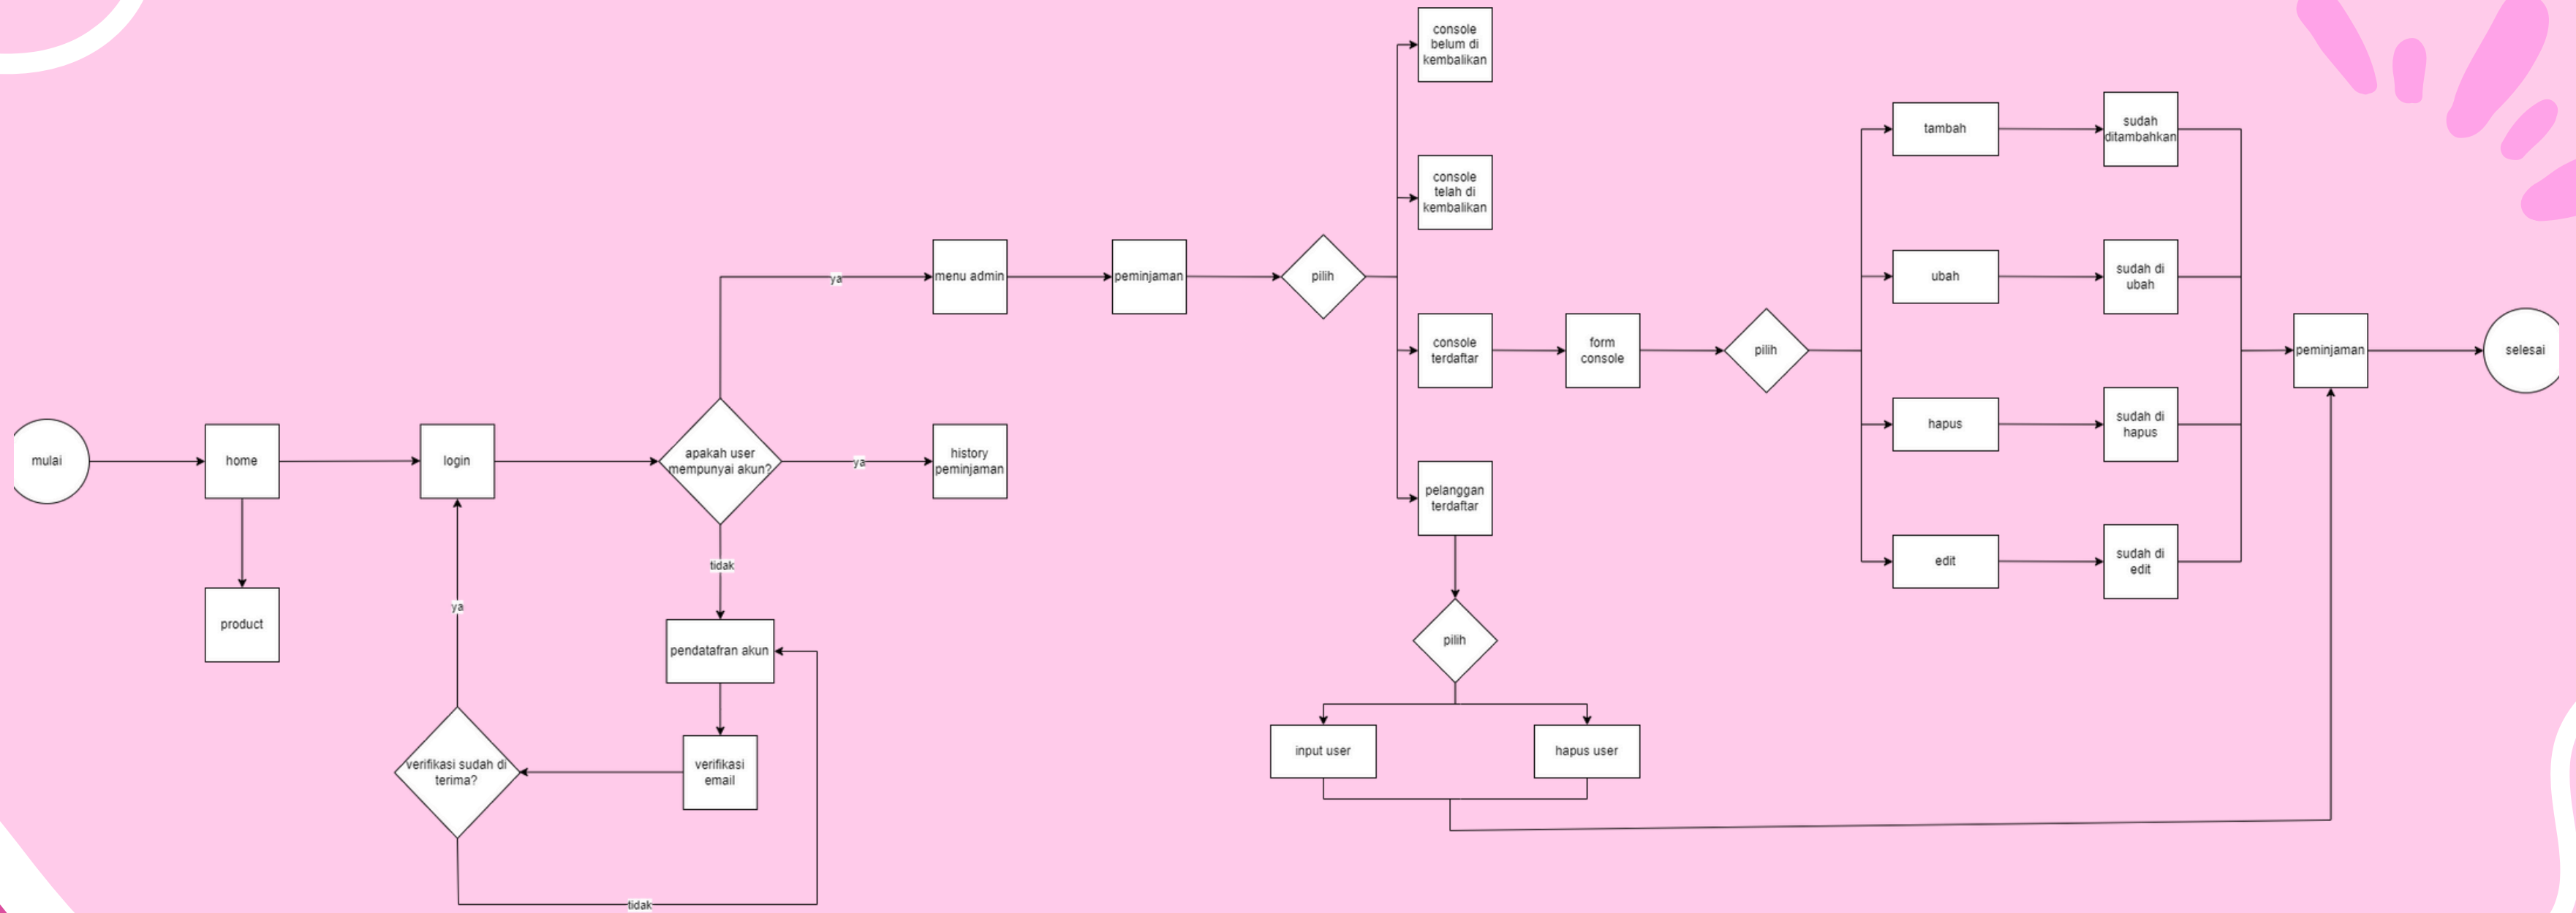 mulai
home
product
login
apakah user
mempunyai akun?
ya
menu admin
ya
history
peminjaman
tidak
pendatafran akun
verifikasi
email
verifikasi sudah di
terima?
ya
tidak
peminjaman
pilih
console
belum di
kembalikan
console
telah di
kembalikan
console
terdaftar
pelanggan
terdaftar
form
console
pilih
tambah
sudah
ditambahkan
ubah
sudah di
ubah
hapus
sudah di
hapus
edit
sudah di
edit
pilih
input user
hapus user
peminjaman
selesai